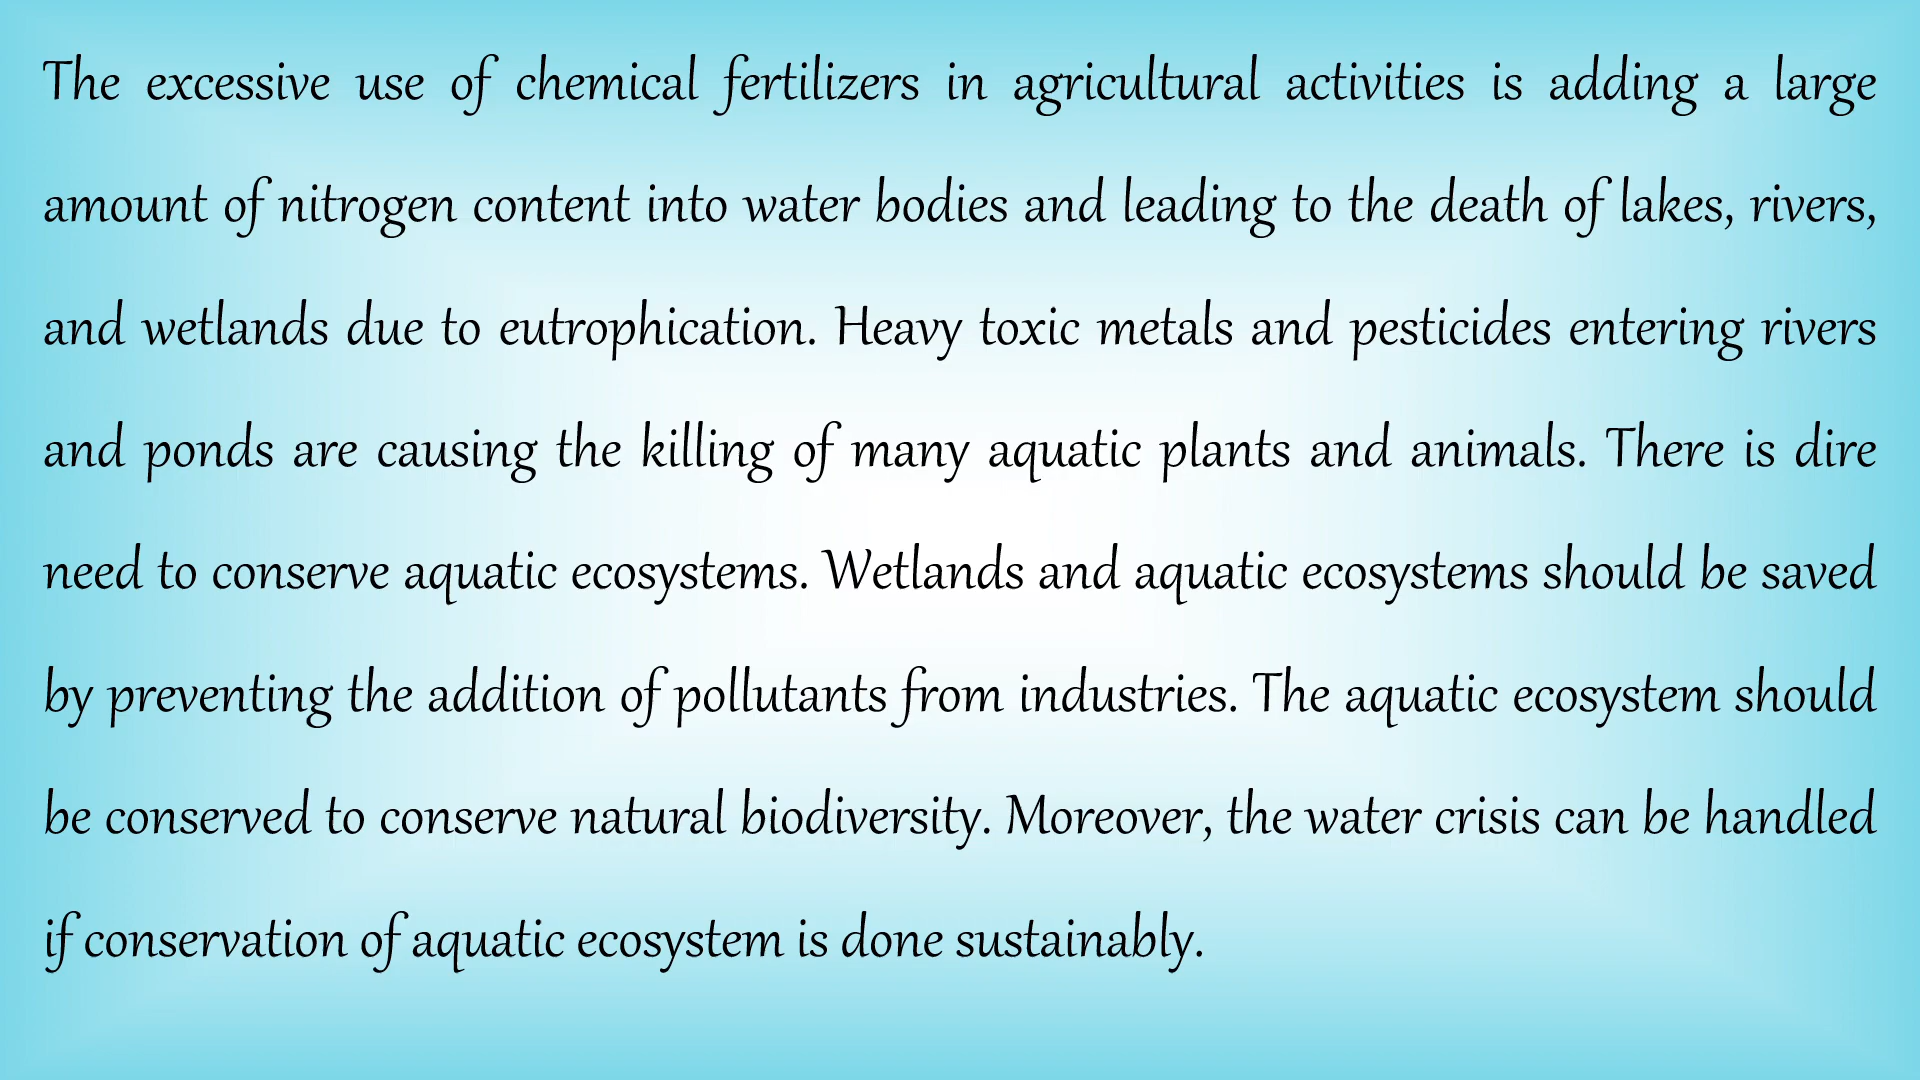 The excessive use of chemical fertilizers in agricultural activities is adding a large
amount of nitrogen content into water bodies and leading to the death of lakes, rivers,
and wetlands due to eutrophication. Heavy toxic metals and pesticides entering rivers
and ponds are causing the killing of many aquatic plants and animals. There is dire
need to conserve aquatic ecosystems. Wetlands and aquatic ecosystems should be saved
by preventing the addition of pollutants from industries. The aquatic ecosystem should
be conserved to conserve natural biodiversity. Moreover, the water crisis can be handled
if conservation of aquatic ecosystem is done sustainably.